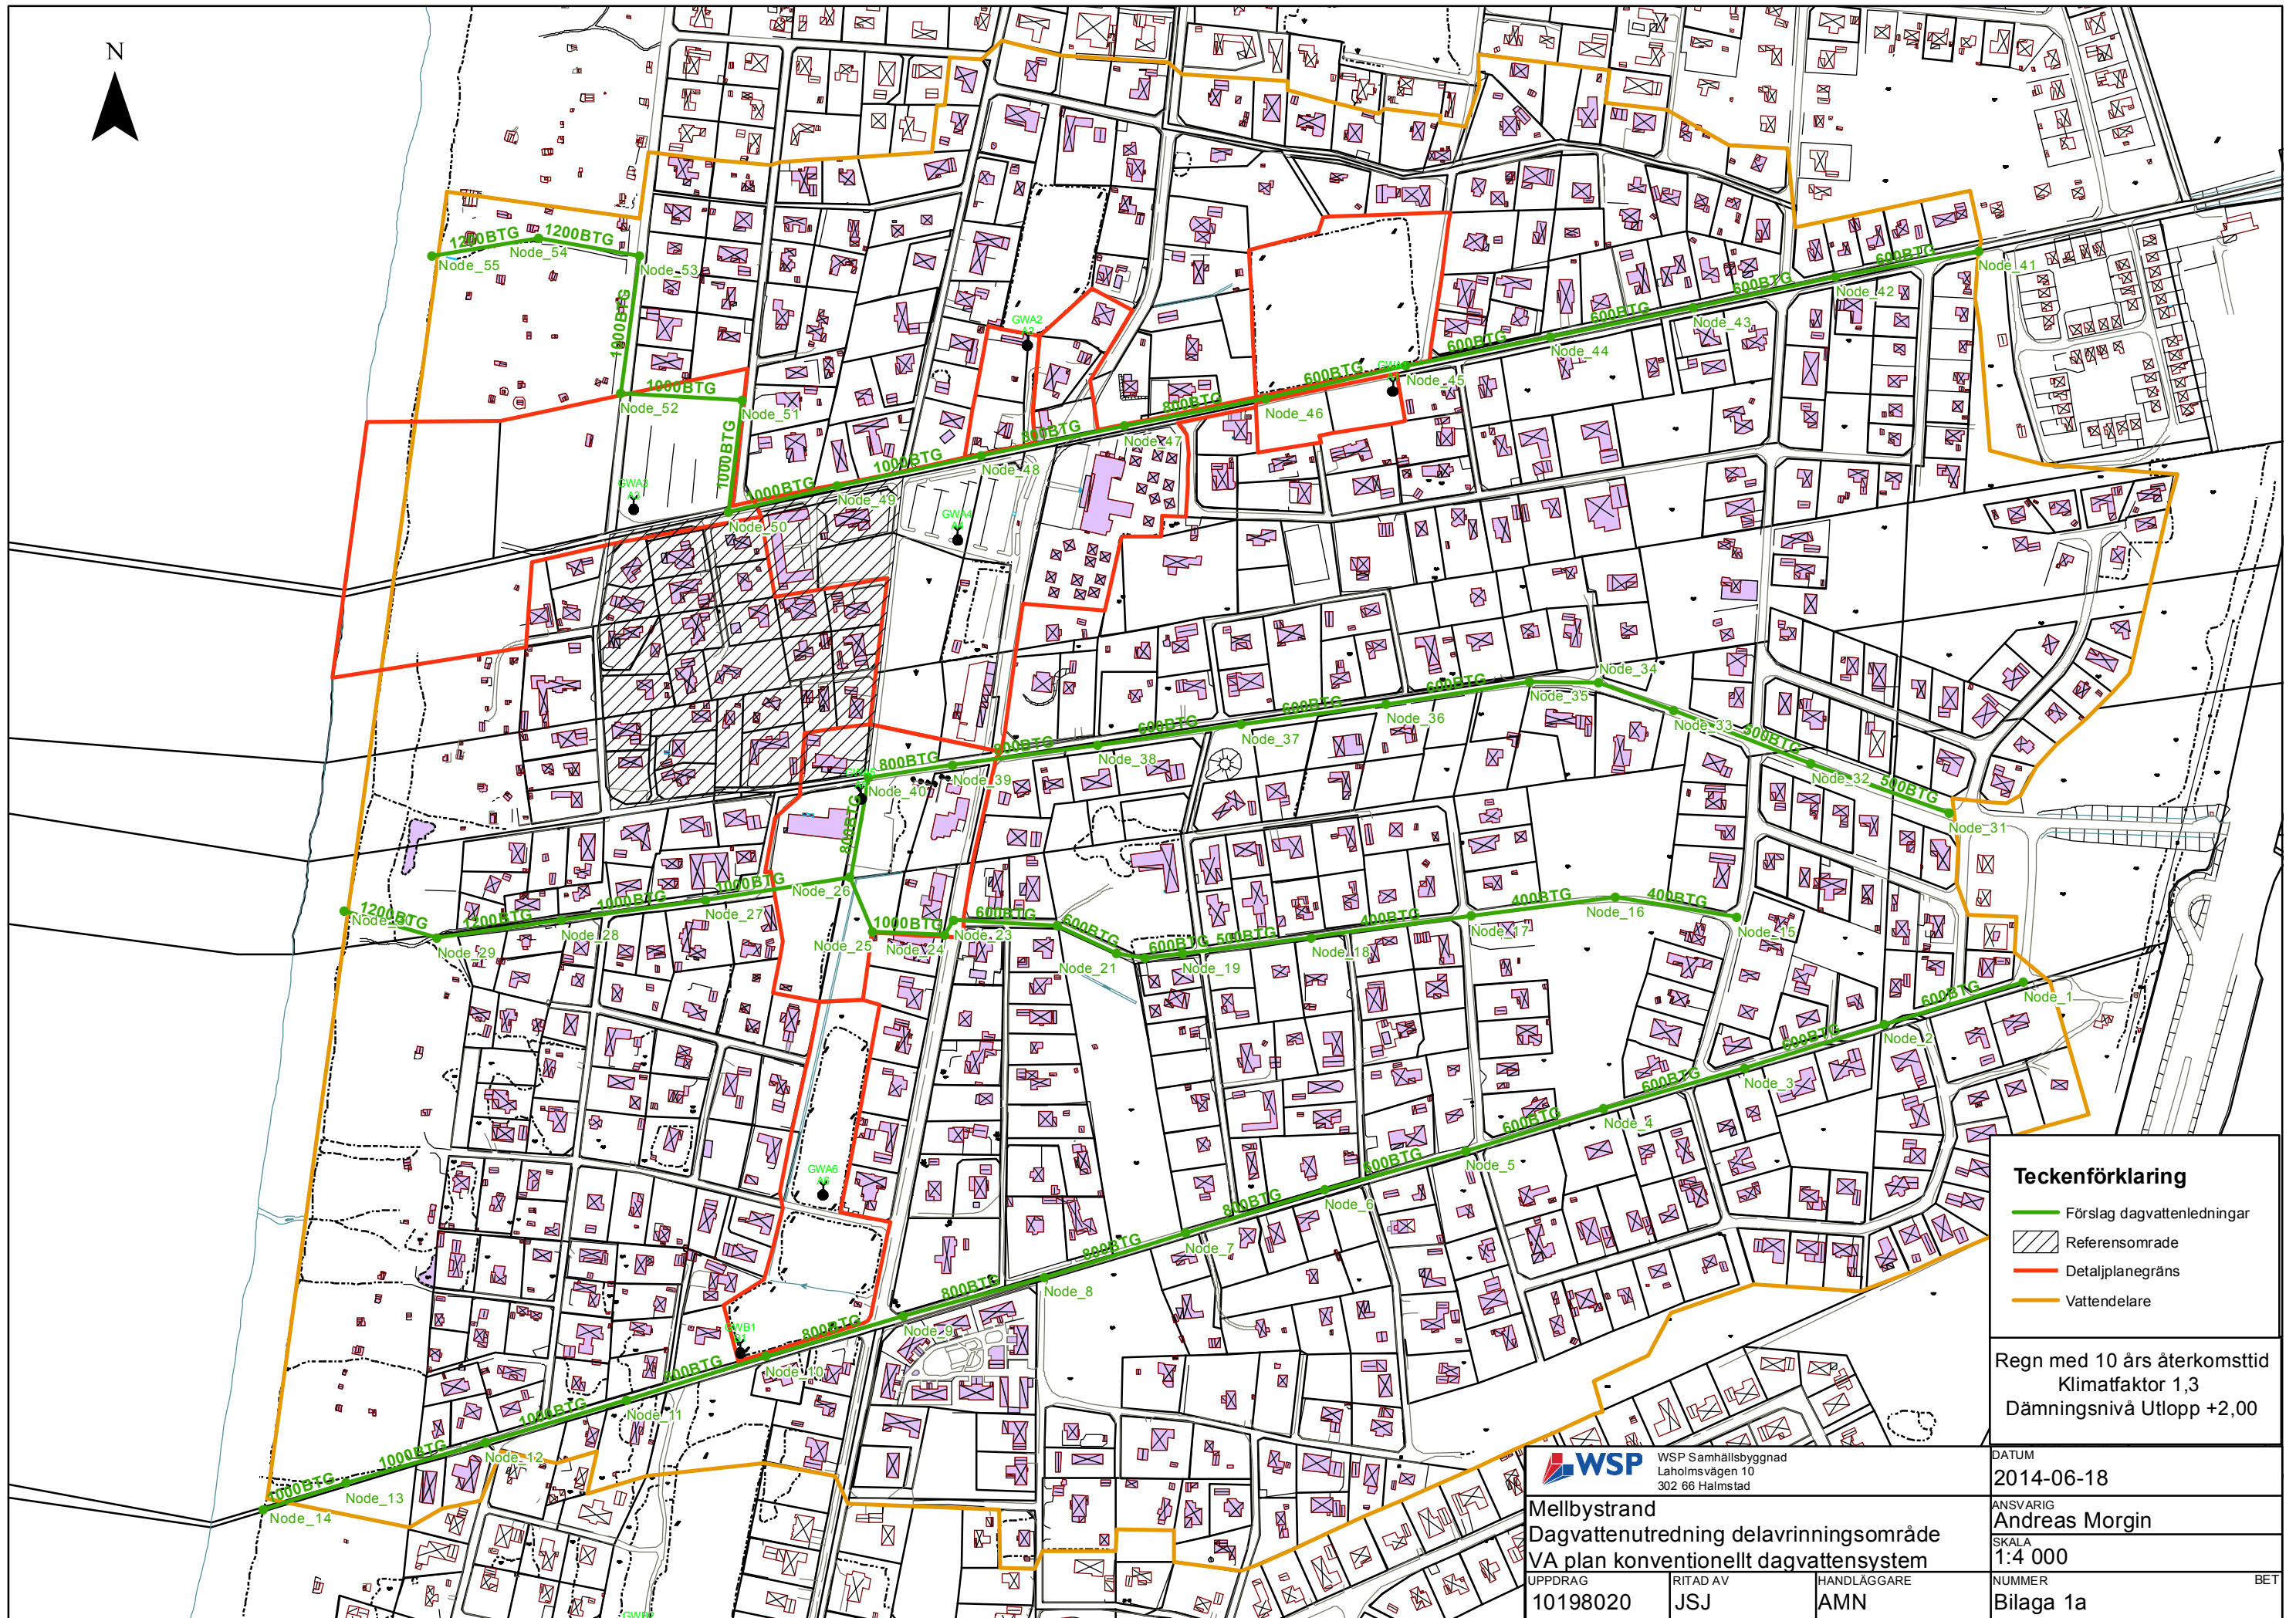 N
1200BTG
1200BTG
Node_55
Node_54
Node_53
1000BTG
1000BTG
Node_52
Node_51
1000BTG
1000BTG
Node_50
Node_49
1000BTG
Node_48
800BTG
Node_47
800BTG
Node_46
600BTG
Node_45
600BTG
Node_44
600BTG
Node_43
600BTG
Node_42
600BTG
Node_41
GWA2
A2
GWA3
A3
GWA4
A4
Node_34
Node_35
600BTG
Node_36
600BTG
Node_37
600BTG
Node_38
800BTG
Node_39
800BTG
Node_40
800BTG
Node_33
500BTG
Node_32
500BTG
Node_31
1200BTG
Node_29
1200BTG
Node_28
1000BTG
Node_27
1000BTG
Node_26
Node_25
1000BTG
Node_24
Node_23
600BTG
600BTG
Node_21
600BTG
Node_19
500BTG
Node_18
400BTG
Node_17
400BTG
Node_16
400BTG
Node_15
Node_1
600BTG
Node_2
600BTG
Node_3
600BTG
Node_4
600BTG
Node_5
Node_6
800BTG
Node_7
800BTG
Node_8
800BTG
Node_9
800BTG
Node_10
Node_11
1000BTG
Node_12
1000BTG
Node_13
1000BTG
Node_14
GWA6
A6
GWB1
B1
Teckenförklaring
Förslag dagvattenledningar
Referensomrade
Detaljplanegräns
Vattendelare
Regn med 10 års återkomsttid
Klimatfaktor 1,3
Dämningsnivå Utlopp +2,00
WSP
WSP Samhällsbyggnad
Laholmsvägen 10
302 66 Halmstad
DATUM
2014-06-18
Mellbystrand
Dagvattenutredning delavrinningsområde
VA plan konventionellt dagvattensystem
ANSVARIG
Andreas Morgin
SKALA
1:4 000
UPPDRAG
10198020
RITAD AV
JSJ
HANDLÄGGARE
AMN
NUMMER
Bilaga 1a
BET